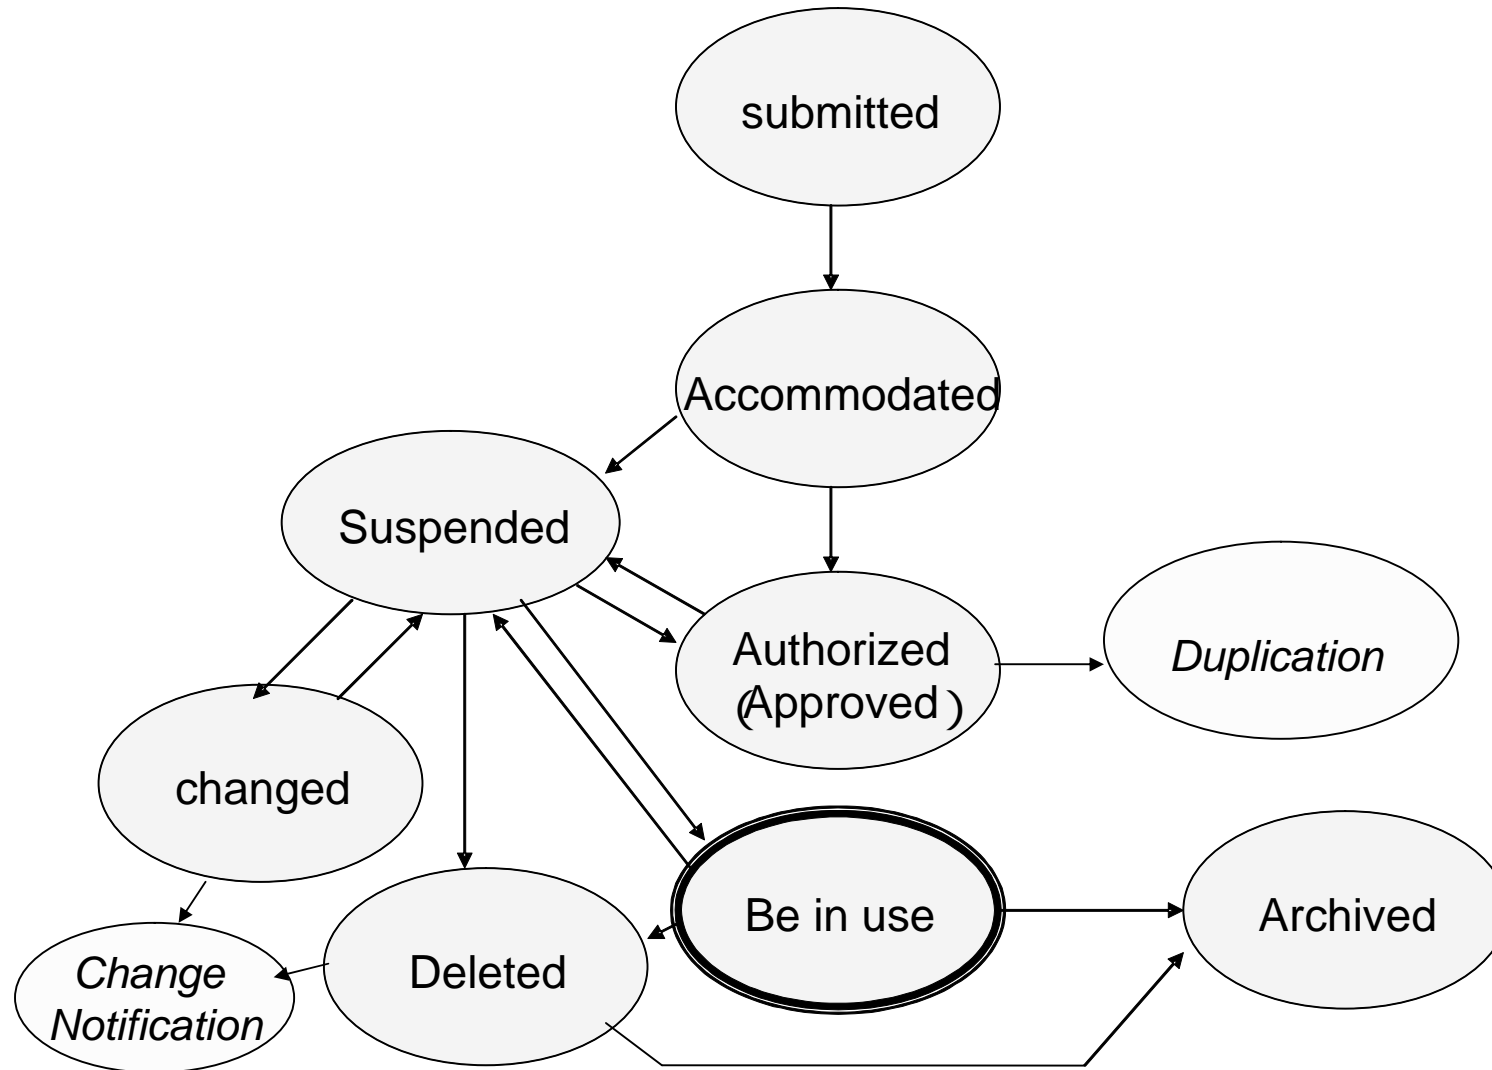 submitted
Accommodated
Suspended
Authorized
(Approved)
Duplication
changed
Be in use
Archived
Deleted
Change
Notification